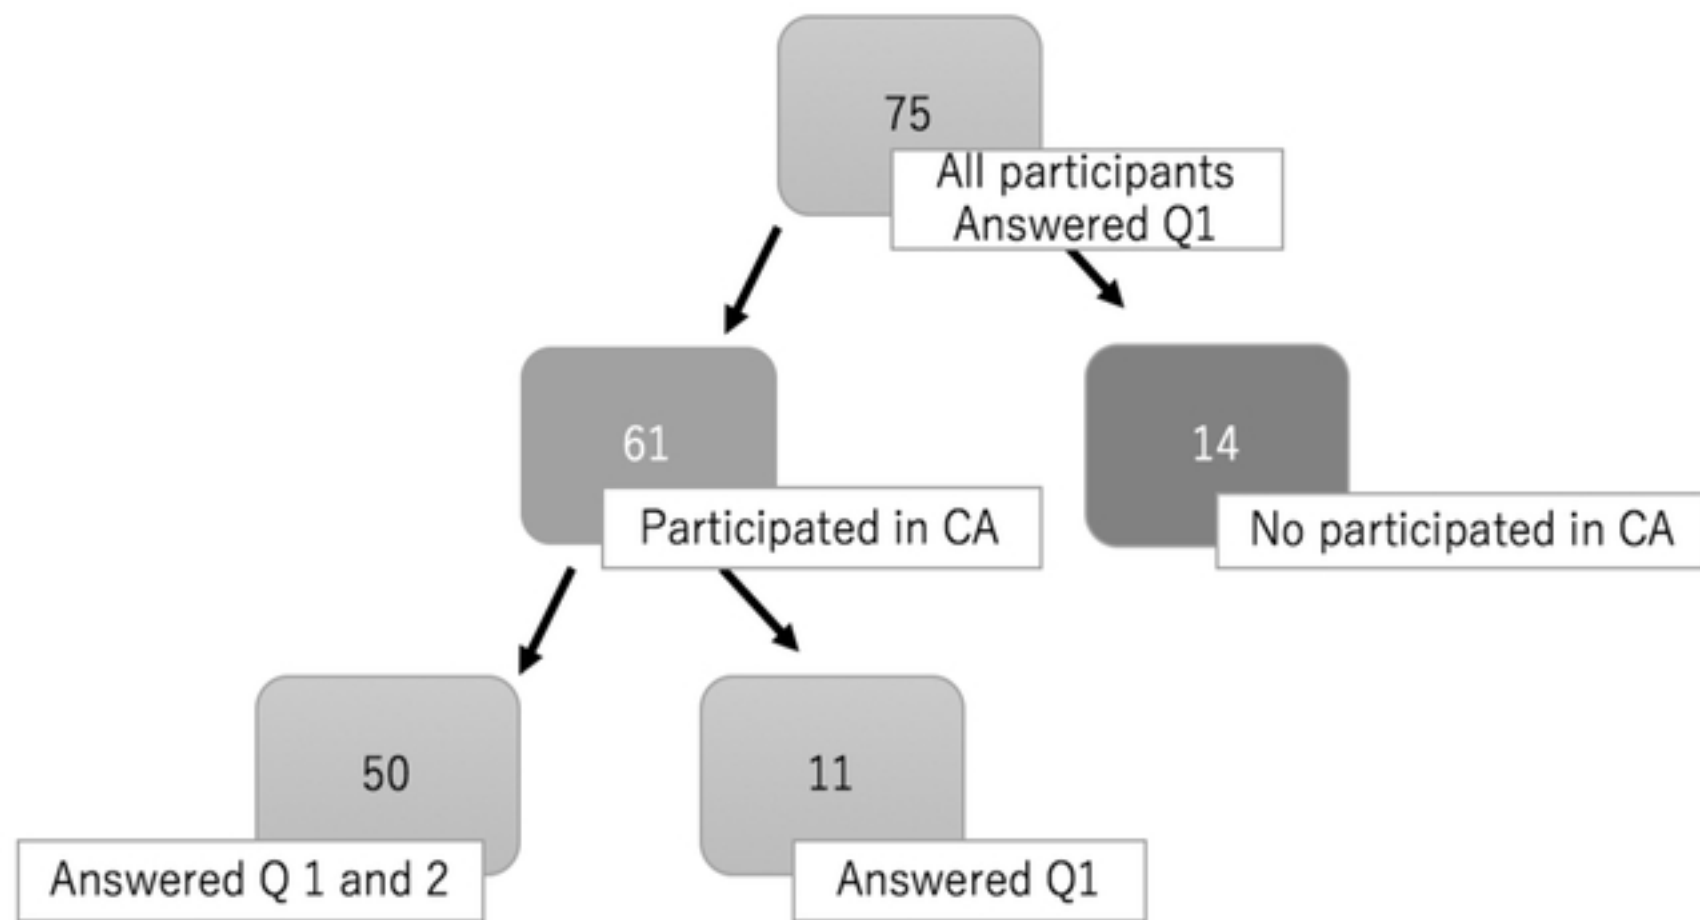 75
All participants
Answered Q1
61
Participated in CA
14
No participated in CA
50
Answered Q 1 and 2
11
Answered Q1